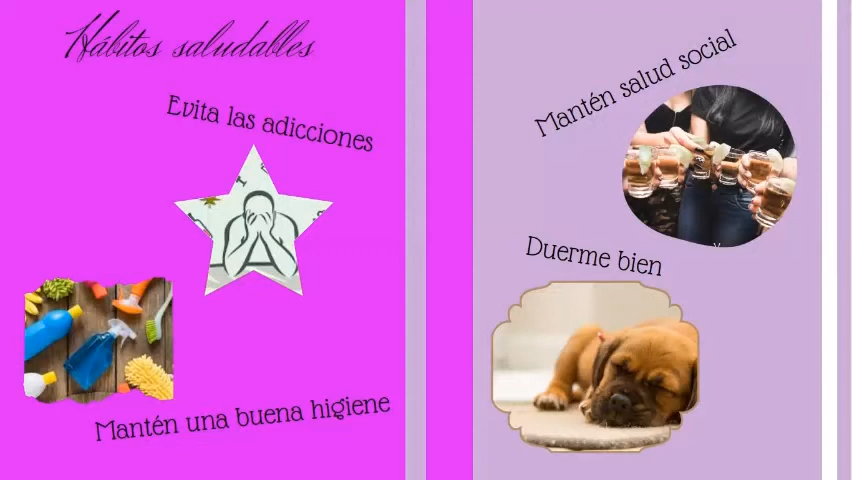 Hábitos saludables
Evita las adicciones
Mantén una buena higiene
Mantén salud social
Duerme bien